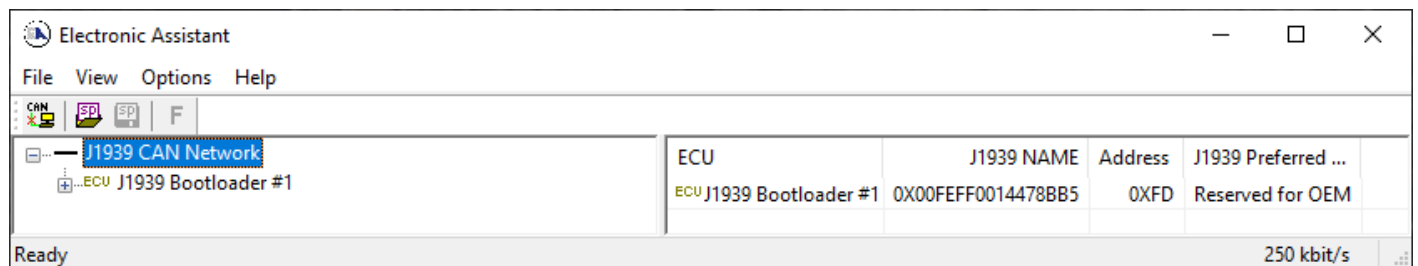 Electronic Assistant
File View Options Help
CAN SP SP F
J1939 CAN Network
ECU J1939 Bootloader #1
ECU J1939 NAME Address J1939 Preferred ...
ECU J1939 Bootloader #1 0X00FEFF0014478BB5 0XFD Reserved for OEM
Ready 250 kbit/s